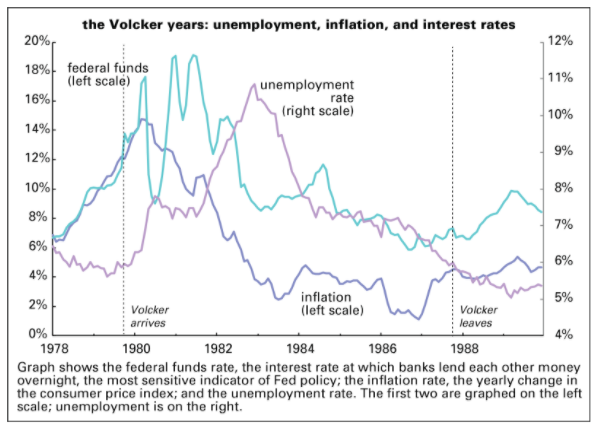 the Volcker years: unemployment, inflation, and interest rates
20%
18%
16%
14%
12%
10%
8%
6%
4%
2%
0%
12%
11%
10%
9%
8%
7%
6%
5%
4%
federal funds
(left scale)
unemployment
rate
(right scale)
inflation
(left scale)
Volcker
arrives
Volcker
leaves
1978
1980
1982
1984
1986
1988
Graph shows the federal funds rate, the interest rate at which banks lend each other money
overnight, the most sensitive indicator of Fed policy; the inflation rate, the yearly change in
the consumer price index; and the unemployment rate. The first two are graphed on the left
scale; unemployment is on the right.